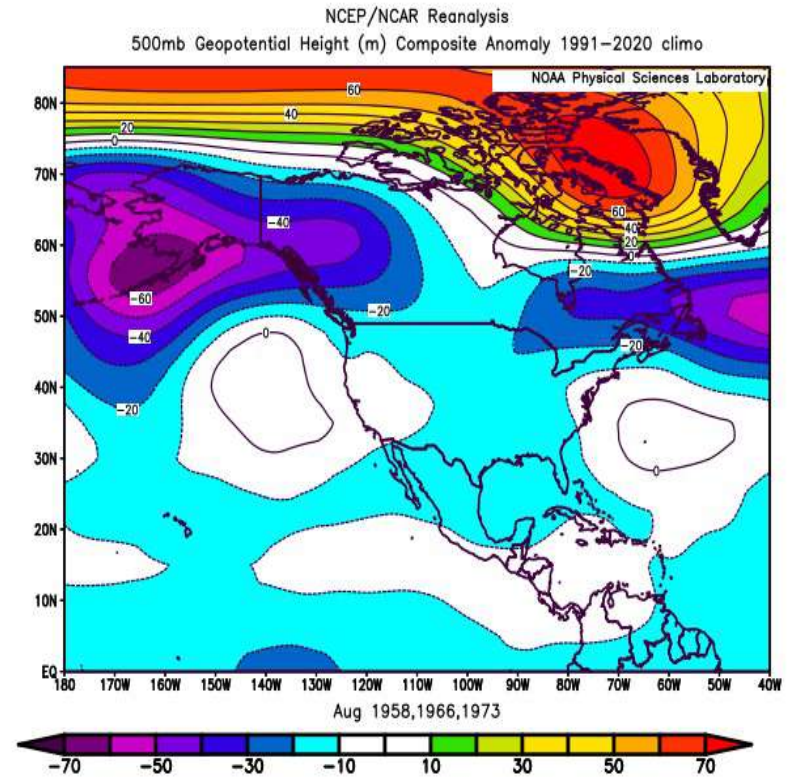 NCEP/NCAR Reanalysis
500mb Geopotential Height (m) Composite Anomaly 1991-2020 climo
NOAA Physical Sciences Laboratory
80N
70N
60N
50N
40N
30N
20N
10N
EQ
60
40
20
0
-40
-60
-40
-20
-20
0
60
40
20
0
-20
-20
0
180 170W 160W 150W 140W 130W 120W 110W 100W 90W 80W 70W 60W 50W 40W
Aug 1958,1966,1973
-70 -50 -30 -10 10 30 50 70